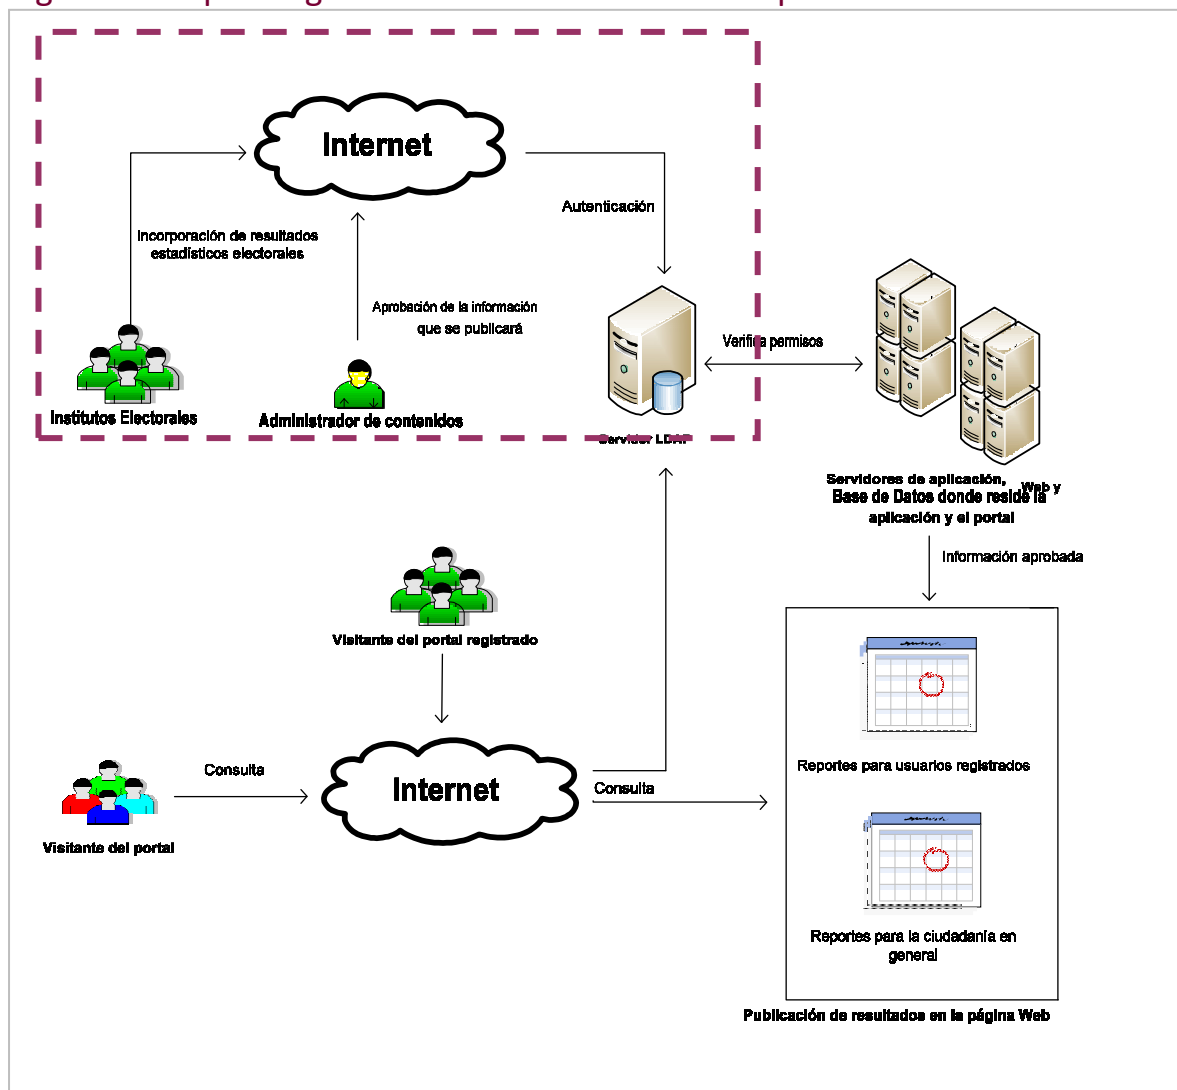 Internet
Autenticación
Incorporación de resultados
estadísticos electorales
Aprobación de la información
que se publicará
Verifica permisos
Institutos Electorales
Administrador de contenidos
Servidor LDAP
Servidores de aplicación, Web y
Base de Datos donde reside la
aplicación y el portal
Información aprobada
Visitante del portal registrado
Reportes para usuarios registrados
Consulta
Internet
Consulta
Visitante del portal
Reportes para la ciudadanía en
general
Publicación de resultados en la página Web